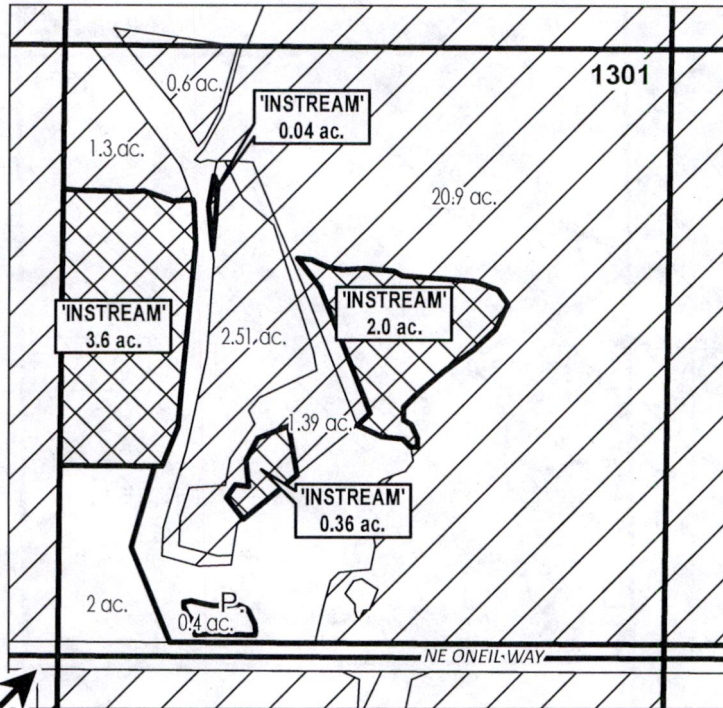 1301
0.6 ac.
'INSTREAM'
0.04 ac.
1.3 ac.
20.9 ac.
'INSTREAM'
3.6 ac.
2.51 ac.
'INSTREAM'
2.0 ac.
1.39 ac.
'INSTREAM'
0.36 ac.
2 ac.
P
0.4 ac.
NE ONEIL WAY